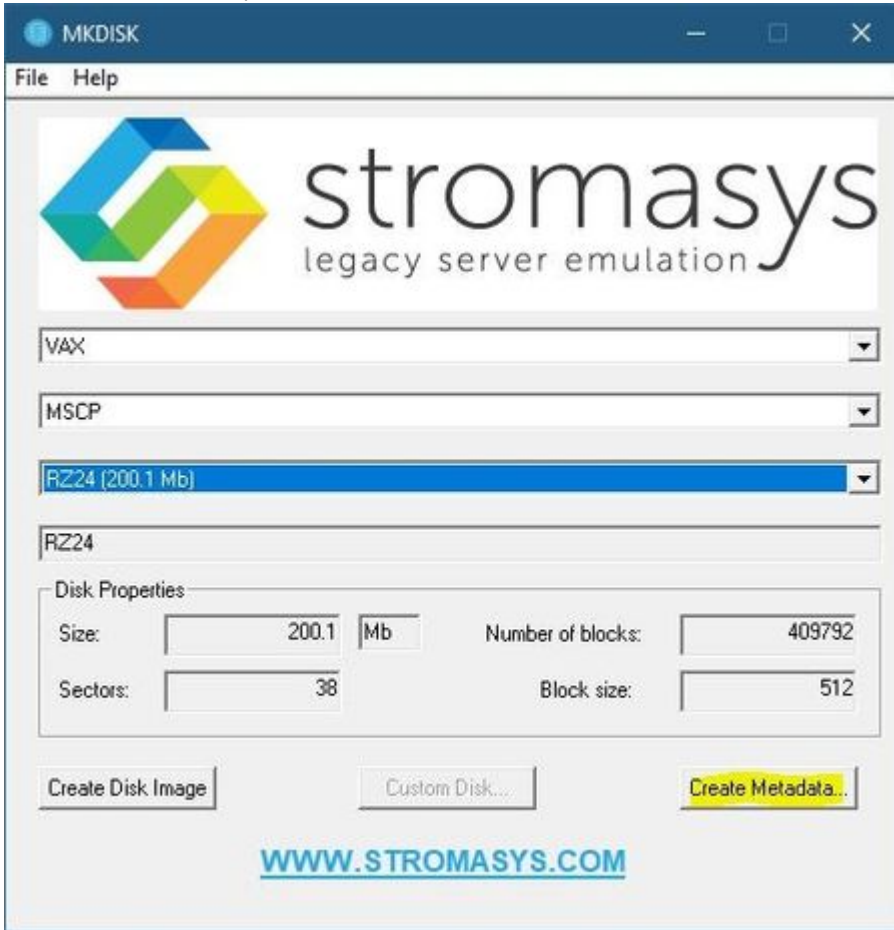 MKDISK
File Help
stromasys
legacy server emulation
VAX
MSCP
RZ24 (200.1 Mb)
RZ24
Disk Properties
Size: 200.1 Mb Number of blocks: 409792
Sectors: 38 Block size: 512
Create Disk Image Custom Disk... Create Metadata...
WWW.STROMASYS.COM